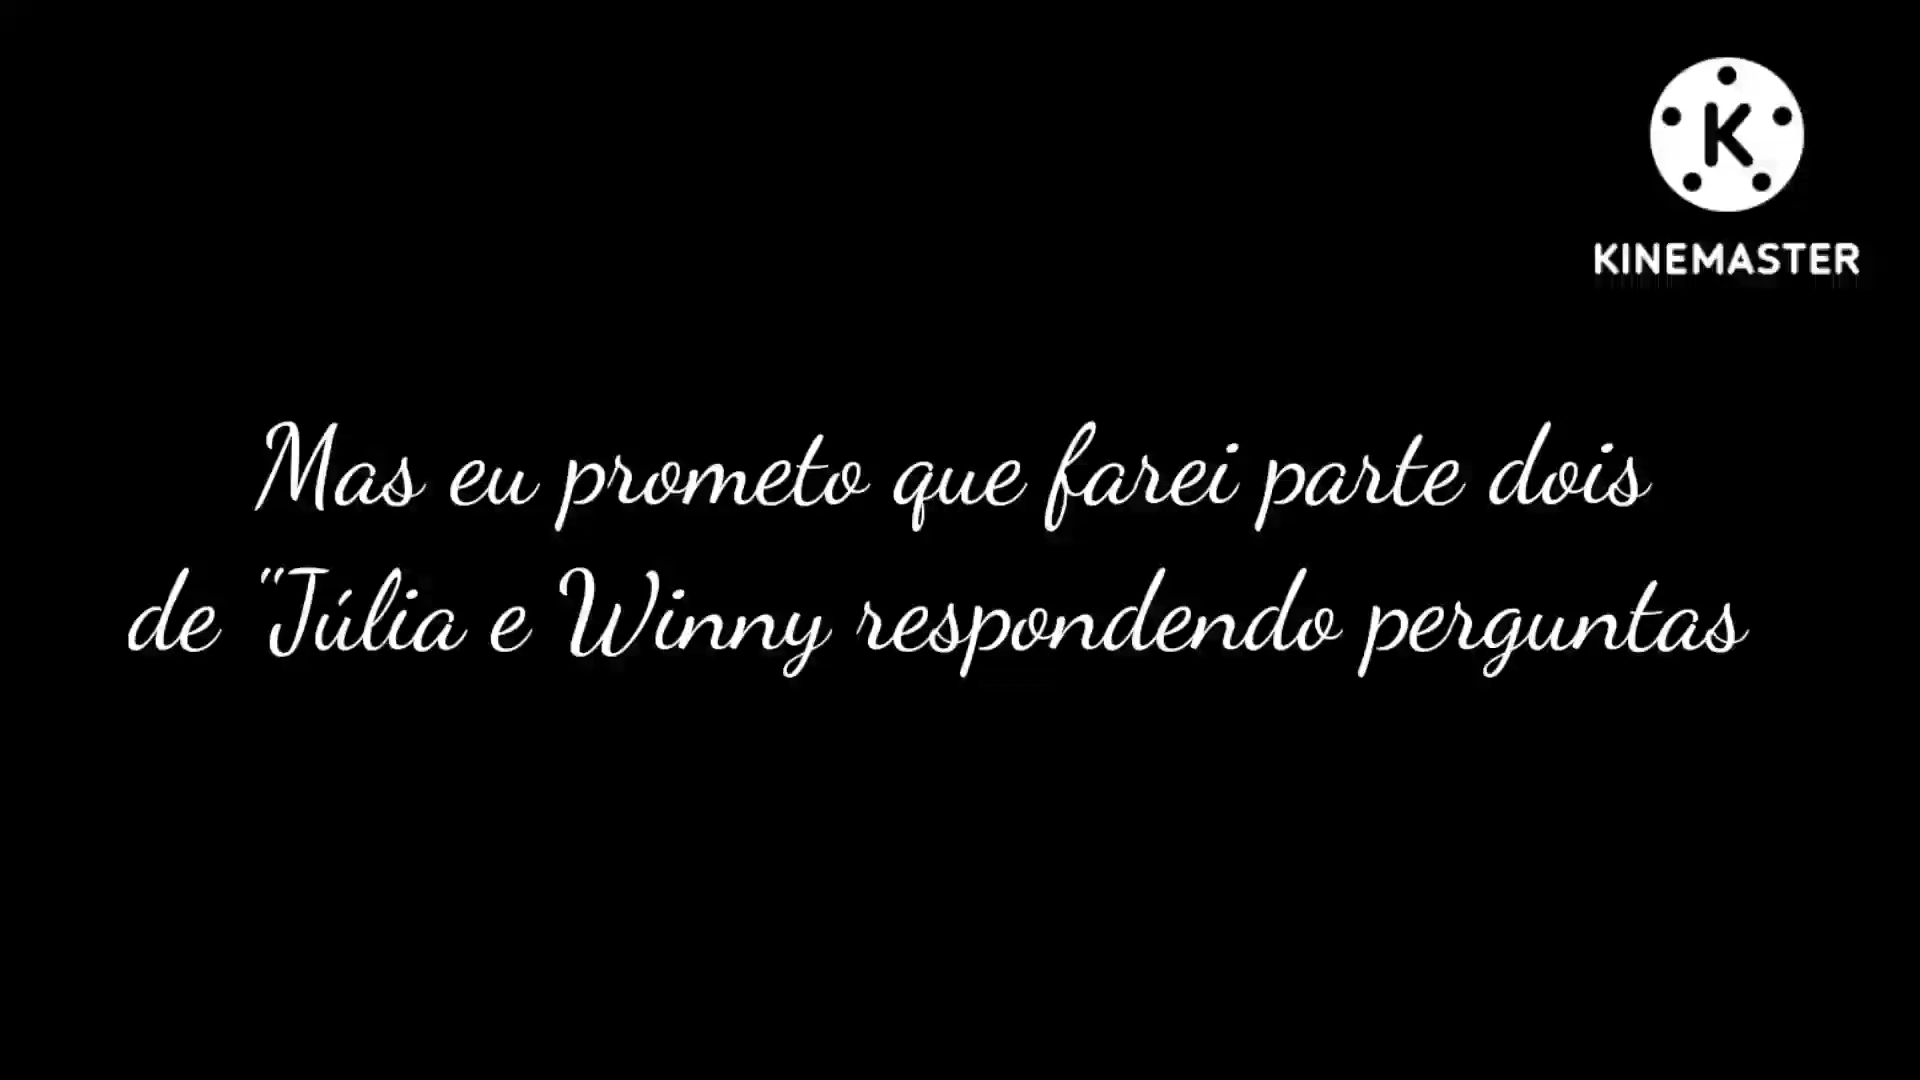 KINEMASTER
Mas eu prometo que farei parte dois
de "Júlia e Winny respondendo perguntas